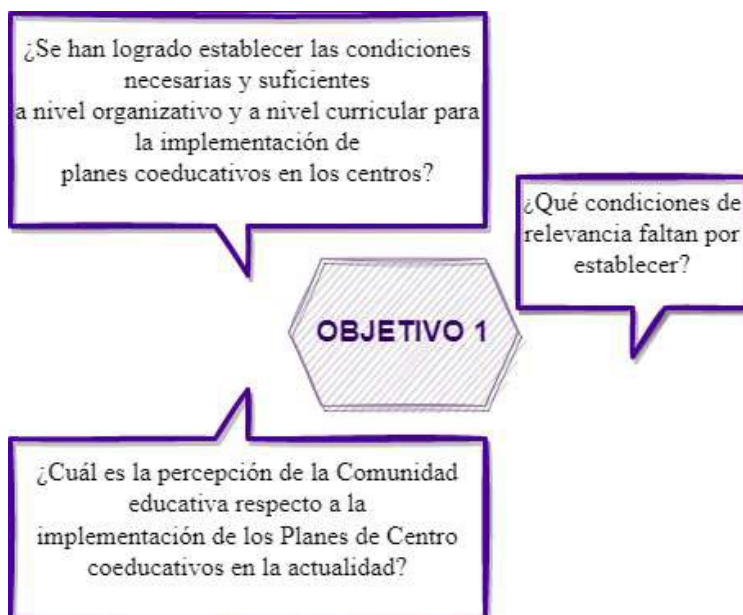 ¿Se han logrado establecer las condiciones
necesarias y suficientes
a nivel organizativo y a nivel curricular para
la implementación de
planes coeducativos en los centros?
¿Qué condiciones de
relevancia faltan por
establecer?
OBJETIVO 1
¿Cuál es la percepción de la Comunidad
educativa respecto a la
implementación de los Planes de Centro
coeducativos en la actualidad?